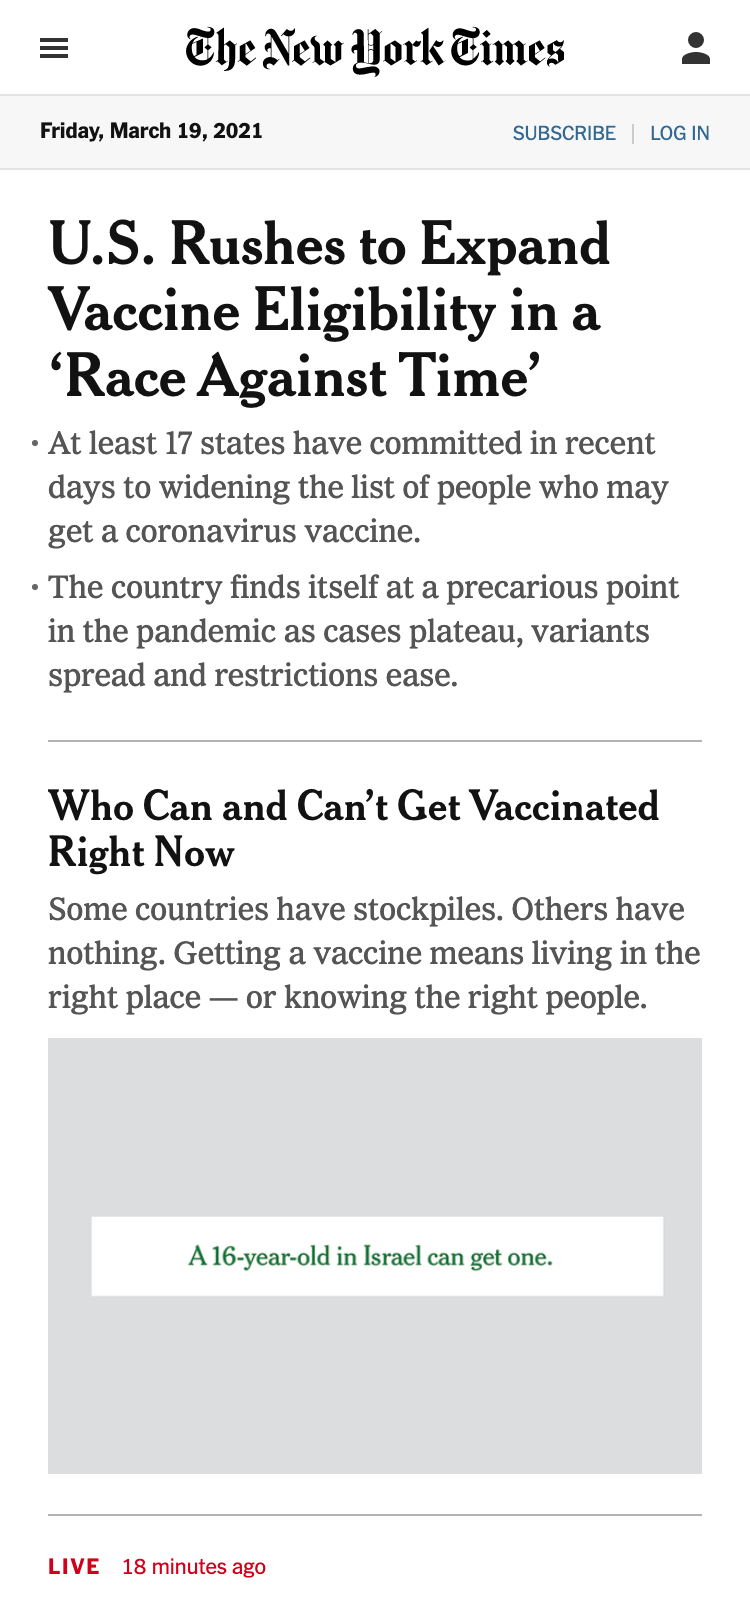 The New York Times
Friday, March 19, 2021
SUBSCRIBE | LOG IN
U.S. Rushes to Expand
Vaccine Eligibility in a
‘Race Against Time’
· At least 17 states have committed in recent
days to widening the list of people who may
get a coronavirus vaccine.
· The country finds itself at a precarious point
in the pandemic as cases plateau, variants
spread and restrictions ease.
Who Can and Can’t Get Vaccinated
Right Now
Some countries have stockpiles. Others have
nothing. Getting a vaccine means living in the
right place — or knowing the right people.
A 16-year-old in Israel can get one.
LIVE 18 minutes ago